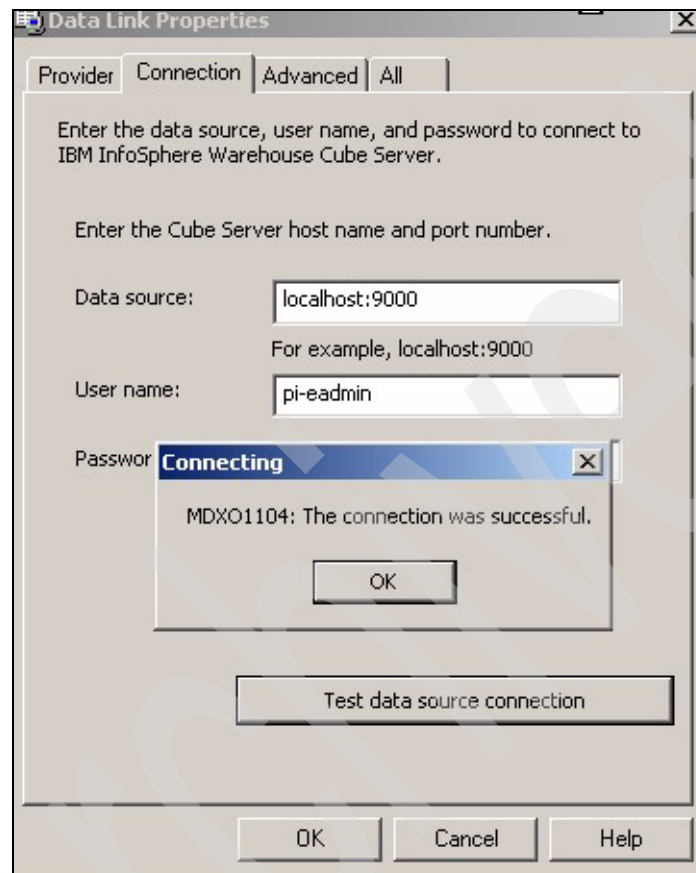 Data Link Properties
Provider Connection Advanced All
Enter the data source, user name, and password to connect to
IBM InfoSphere Warehouse Cube Server.
Enter the Cube Server host name and port number.
Data source: localhost:9000
For example, localhost:9000
User name: pi-eadmin
Passwor
Connecting
MDXO1104: The connection was successful.
OK
Test data source connection
OK Cancel Help